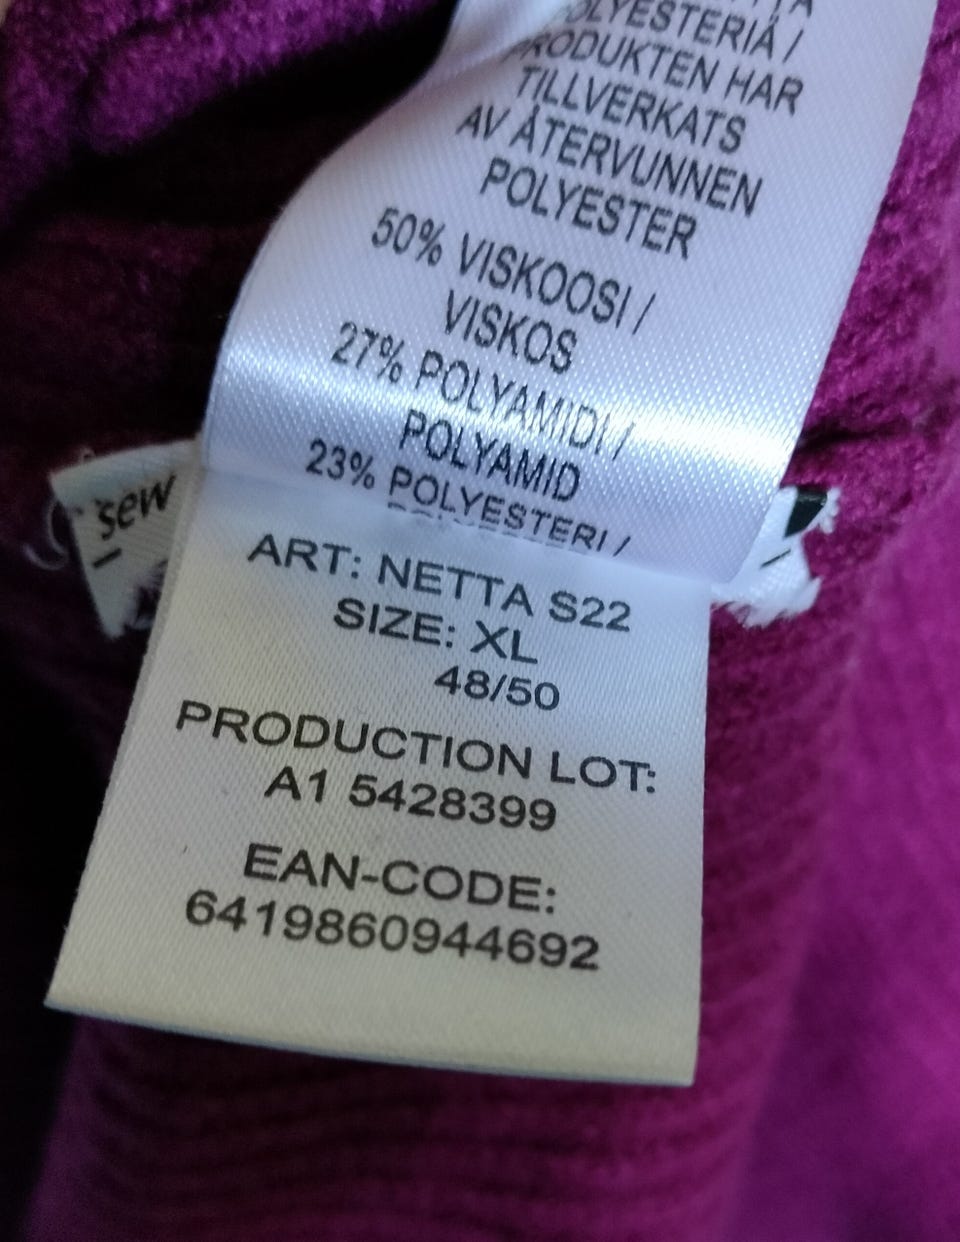 POLYESTERIÄ /
PRODUKTEN HAR
TILLVERKATS
AV ÅTERVUNNEN
POLYESTER
50% VISKOOSI /
VISKOS
27% POLYAMIDI /
POLYAMID
23% POLYESTERI /
sew
ART: NETTA S22
SIZE: XL
48/50
PRODUCTION LOT:
A1 5428399
EAN-CODE:
6419860944692